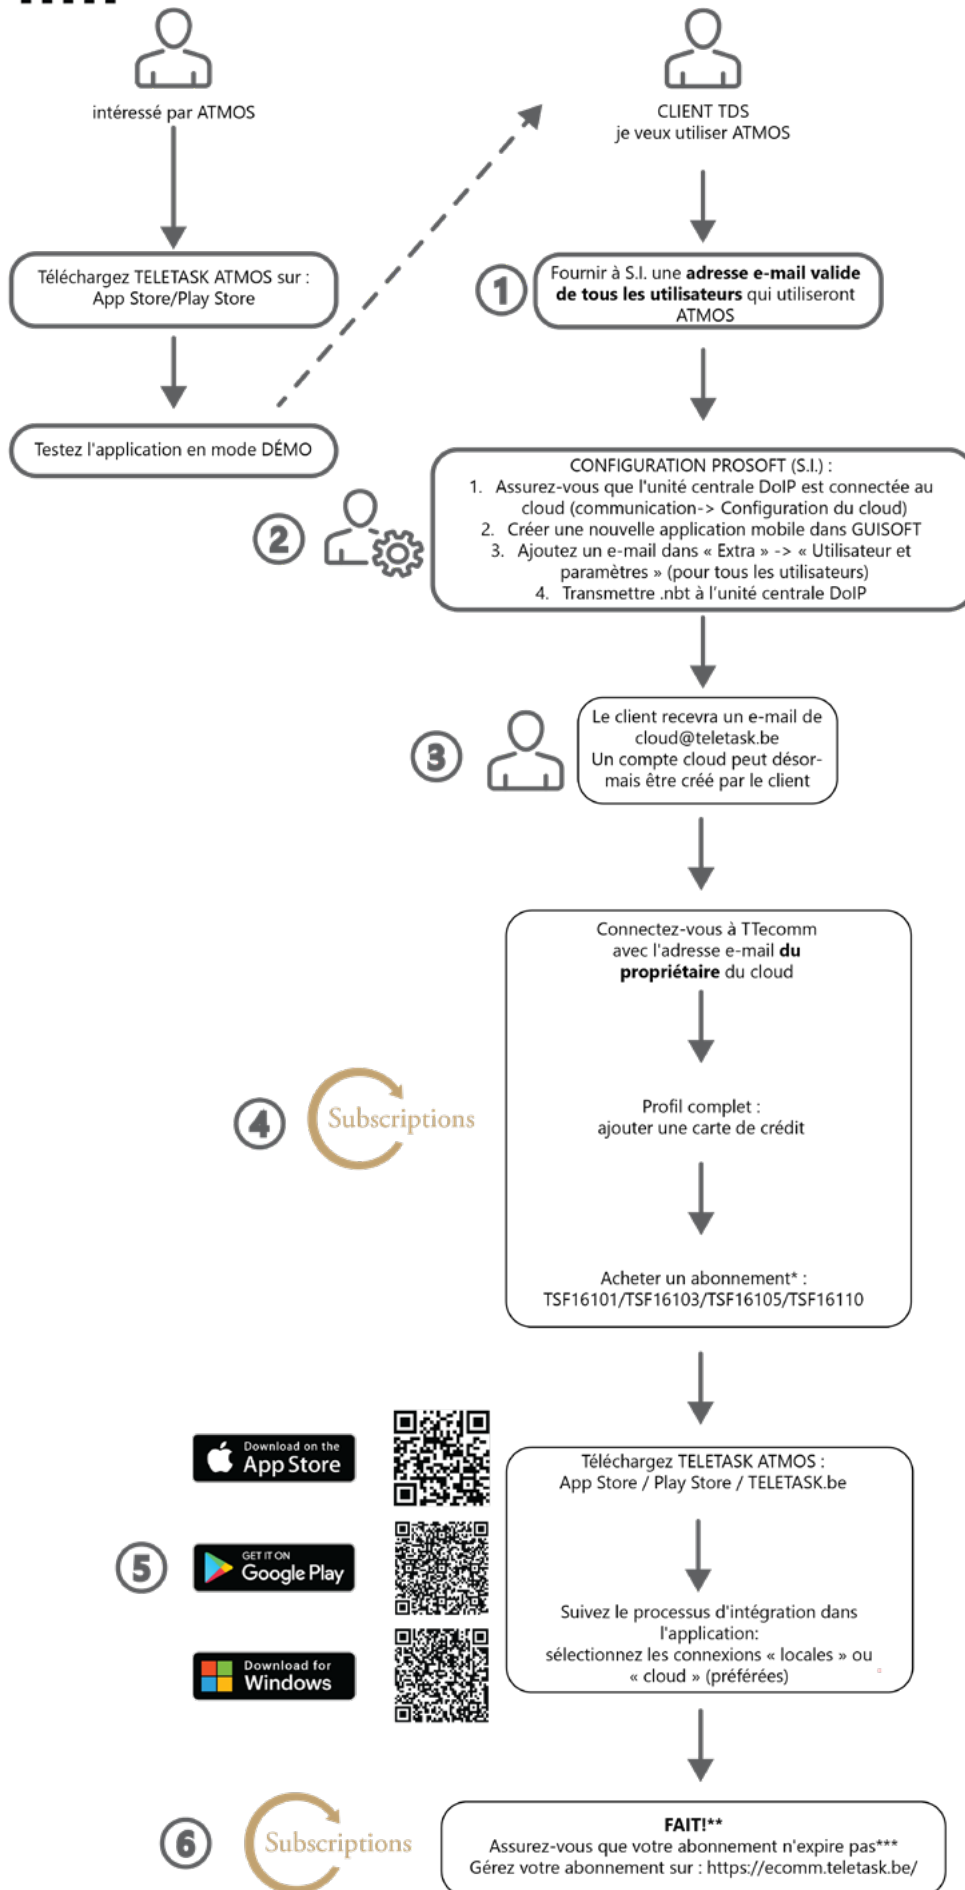 intéressé par ATMOS
Téléchargez TELETASK ATMOS sur :
App Store/Play Store
Testez l'application en mode DÉMO
CLIENT TDS
je veux utiliser ATMOS
1
Fournir à S.I. une adresse e-mail valide
de tous les utilisateurs qui utiliseront
ATMOS
2
CONFIGURATION PROSOFT (S.I.) :
1. Assurez-vous que l'unité centrale DoIP est connectée au
cloud (communication-> Configuration du cloud)
2. Créer une nouvelle application mobile dans GUISOFT
3. Ajoutez un e-mail dans « Extra » -> « Utilisateur et
paramètres » (pour tous les utilisateurs)
4. Transmettre .nbt à l'unité centrale DoIP
3
Le client recevra un e-mail de
cloud@teletask.be
Un compte cloud peut désor-
mais être créé par le client
4
Subscriptions
Connectez-vous à TTecomm
avec l'adresse e-mail du
propriétaire du cloud
Profil complet :
ajouter une carte de crédit
Acheter un abonnement* :
TSF16101/TSF16103/TSF16105/TSF16110
5
Download on the
App Store
GET IT ON
Google Play
Download for
Windows
Téléchargez TELETASK ATMOS :
App Store / Play Store / TELETASK.be
Suivez le processus d'intégration dans
l'application:
sélectionnez les connexions « locales » ou
« cloud » (préférées)
6
Subscriptions
FAIT!**
Assurez-vous que votre abonnement n'expire pas***
Gérez votre abonnement sur : https://ecomm.teletask.be/